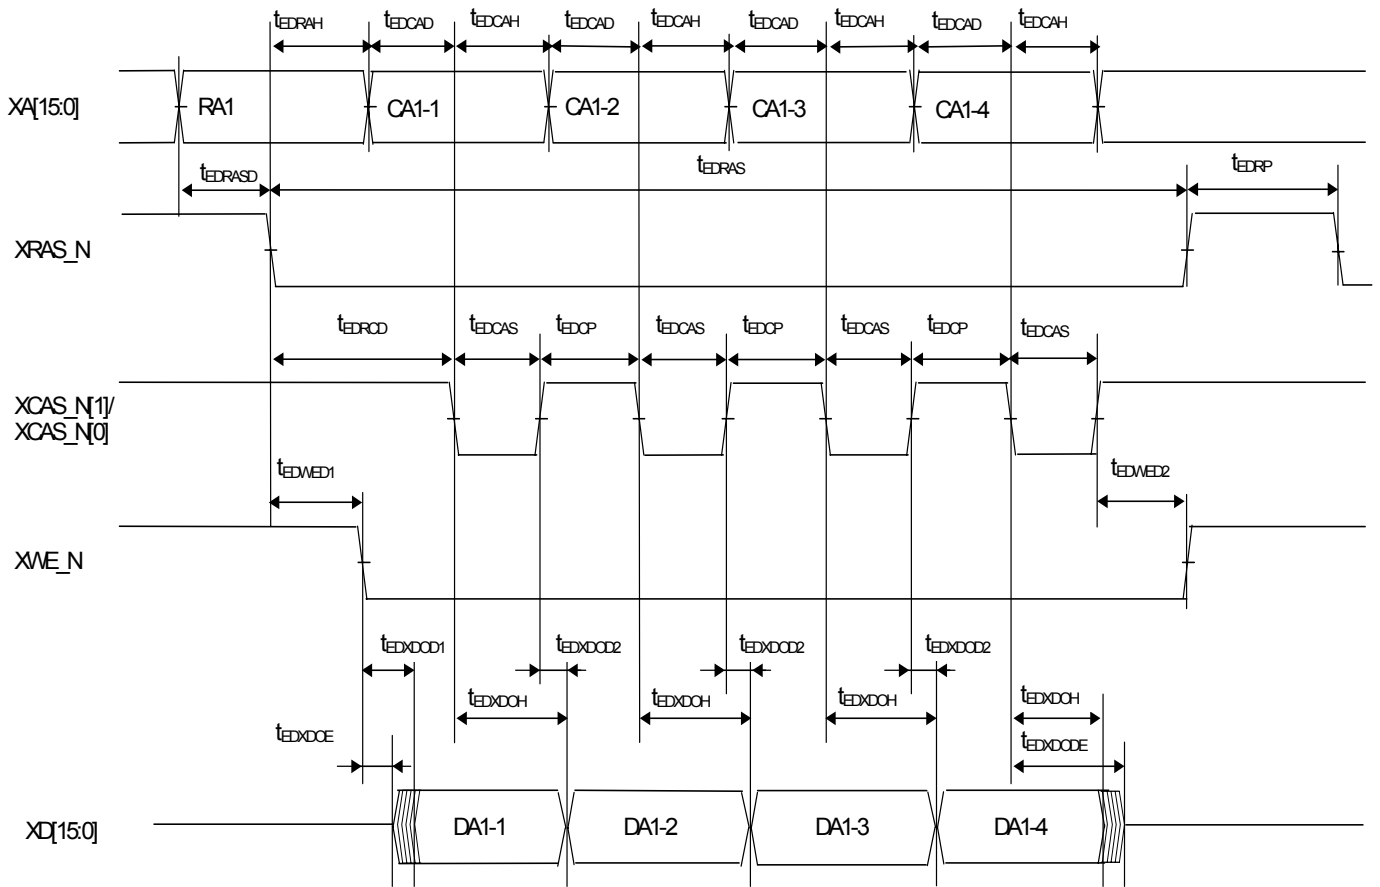 tEDRAH tEDCAD tEDCAH tEDCAD tEDCAH tEDCAD tEDCAH tEDCAD tEDCAH
XA[15:0] RA1 CA1-1 CA1-2 CA1-3 CA1-4
tEDRASD tEDRAS tEDRP
XRAS_N
tEDRCD tEDCAS tEDCP tEDCAS tEDCP tEDCAS tEDCP tEDCAS
XCAS_N[1]/
XCAS_N[0]
tEDWED1 tEDWED2
XWE_N
tEDXDOD1 tEDXDOD2 tEDXDOD2 tEDXDOD2
tEDXDOH tEDXDOH tEDXDOH tEDXDOH
tEDXDOE tEDXDODE
XD[15:0] DA1-1 DA1-2 DA1-3 DA1-4